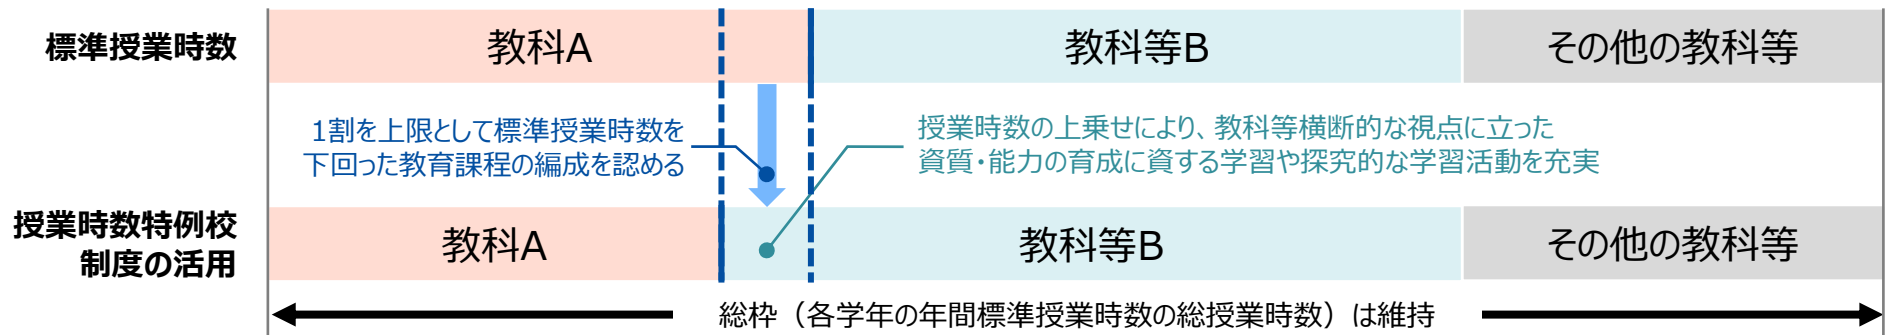 標準授業時数
教科A
教科等B
その他の教科等
1割を上限として標準授業時数を
下回った教育課程の編成を認める
授業時数の上乗せにより、教科等横断的な視点に立った
資質・能力の育成に資する学習や探究的な学習活動を充実
授業時数特例校
制度の活用
教科A
教科等B
その他の教科等
総枠（各学年の年間標準授業時数の総授業時数）は維持